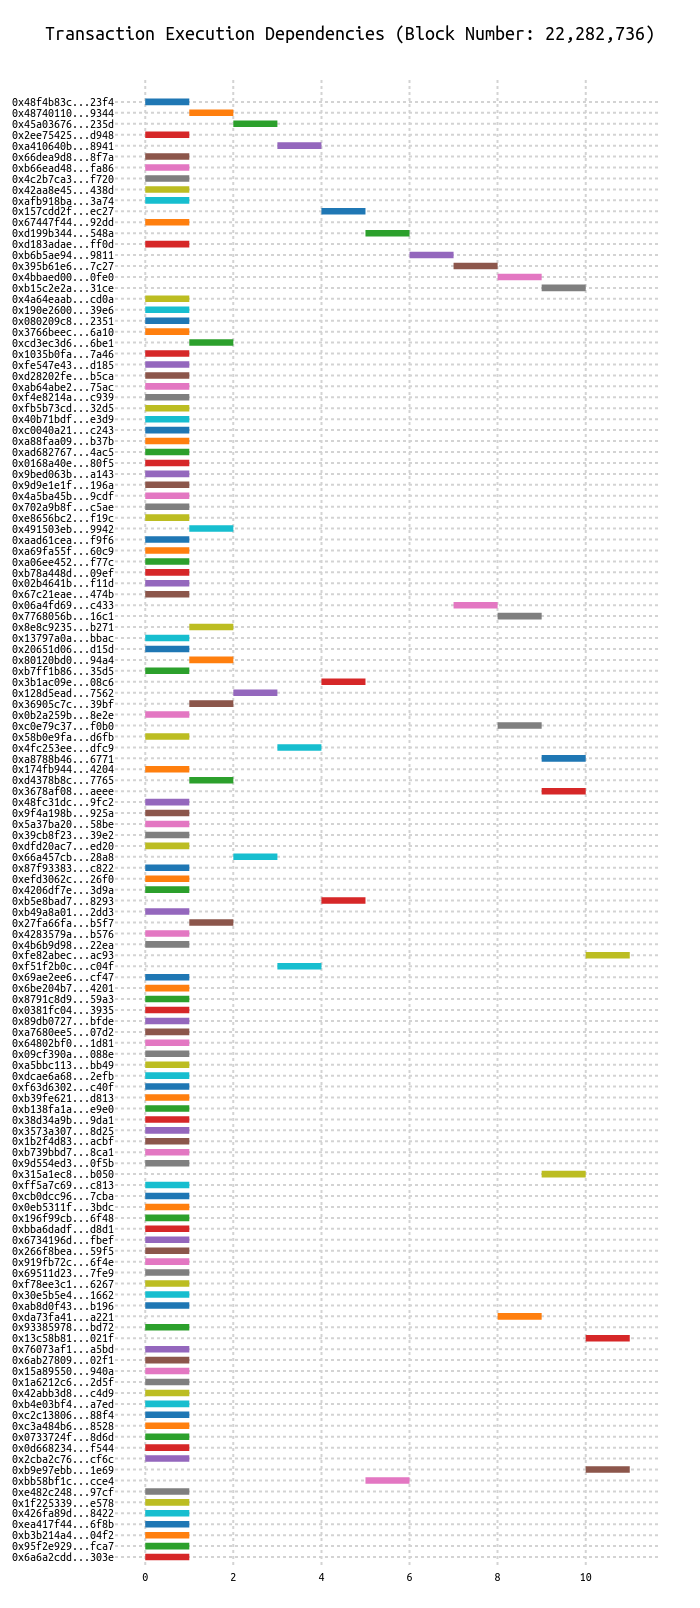 Transaction Execution Dependencies (Block Number: 22,282,736)
0x48f4b83c...23f4
0x48740110...9344
0x45a03676...235d
0x2ee75425...d948
0xa410640b...8941
0x66dea9d8...8f7a
0xb66ead48...fa86
0x4c2b7ca3...f720
0x42aa8e45...438d
0xafb918ba...3a74
0x157cdd2f...ec27
0x67447f44...92dd
0xd199b344...548a
0xd183adae...ff0d
0xb6b5ae94...9811
0x395b61e6...7c27
0x4bbaed00...0fe0
0xb15c2e2a...31ce
0x4a64eaab...cd0a
0x190e2600...39e6
0x080209c8...2351
0x3766beec...6a10
0xcd3ec3d6...6be1
0x1035b0fa...7a46
0xfe547e43...d185
0xd28202fe...b5ca
0xab64abe2...75ac
0xf4e8214a...c939
0xfb5b73cd...32d5
0x40b71bdf...e3d9
0xc0040a21...c243
0xa88faa09...b37b
0xad682767...4ac5
0x0168a40e...80f5
0x9bed063b...a143
0x9d9e1e1f...196a
0x4a5ba45b...9cdf
0x702a9b8f...c5ae
0xe8656bc2...f19c
0x491503eb...9942
0xaad61cea...f9f6
0xa69fa55f...60c9
0xa06ee452...f77c
0xb78a448d...09ef
0x02b4641b...f11d
0x67c21eae...474b
0x06a4fd69...c433
0x7768056b...16c1
0x8e8c9235...b271
0x13797a0a...bbac
0x20651d06...d15d
0x80120bd0...94a4
0xb7ff1b86...35d5
0x3b1ac09e...08c6
0x128d5ead...7562
0x36905c7c...39bf
0x0b2a259b...8e2e
0xc0e79c37...f0b0
0x58b0e9fa...d6fb
0x4fc253ee...dfc9
0xa8788b46...6771
0x174fb944...4204
0xd4378b8c...7765
0x3678af08...aeee
0x48fc31dc...9fc2
0x9f4a198b...925a
0x5a37ba20...58be
0x39cb8f23...39e2
0xdfd20ac7...ed20
0x66a457cb...28a8
0x87f93383...c822
0xefd3062c...26f0
0x4206df7e...3d9a
0xb5e8bad7...8293
0xb49a8a01...2dd3
0x27fa66fa...b5f7
0x4283579a...b576
0x4b6b9d98...22ea
0xfe82abec...ac93
0xf51f2b0c...c04f
0x69ae2ee6...cf47
0x6be204b7...4201
0x8791c8d9...59a3
0x0381fc04...3935
0x89db0727...bfde
0xa7680ee5...07d2
0x64802bf0...1d81
0x09cf390a...088e
0xa5bbc113...bb49
0xdcae6a68...2efb
0xf63d6302...c40f
0xb39fe621...d813
0xb138fa1a...e9e0
0x38d34a9b...9da1
0x3573a307...8d25
0x1b2f4d83...acbf
0xb739bbd7...8ca1
0x9d554ed3...0f5b
0x315a1ec8...b050
0xff5a7c69...c813
0xcb0dcc96...7cba
0x0eb5311f...3bdc
0x196f99cb...6f48
0xbba6dadf...d8d1
0x6734196d...fbef
0x266f8bea...59f5
0x919fb72c...6f4e
0x69511d23...7fe9
0xf78ee3c1...6267
0x30e5b5e4...1662
0xab8d0f43...b196
0xda73fa41...a221
0x93385978...bd72
0x13c58b81...021f
0x76073af1...a5bd
0x6ab27809...02f1
0x15a89550...940a
0x1a6212c6...2d5f
0x42abb3d8...c4d9
0xb4e03bf4...a7ed
0xc2c13806...88f4
0xc3a484b6...8528
0x0733724f...8d6d
0x0d668234...f544
0x2cba2c76...cf6c
0xb9e97ebb...1e69
0xbb58bf1c...cce4
0xe482c248...97cf
0x1f225339...e578
0x426fa89d...8422
0xea417f44...6f8b
0xb3b214a4...04f2
0x95f2e929...fca7
0x6a6a2cdd...303e
0 2 4 6 8 10